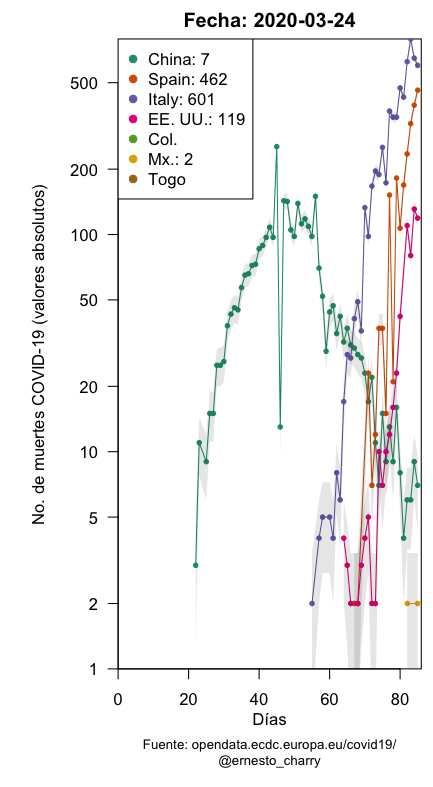 Fecha: 2020-03-24
China: 7
Spain: 462
Italy: 601
EE. UU.: 119
Col.
Mx.: 2
Togo
No. de muertes COVID-19 (valores absolutos)
500
200
100
50
20
10
5
2
1
0 20 40 60 80
Días
Fuente: opendata.ecdc.europa.eu/covid19/
@ernesto_charry